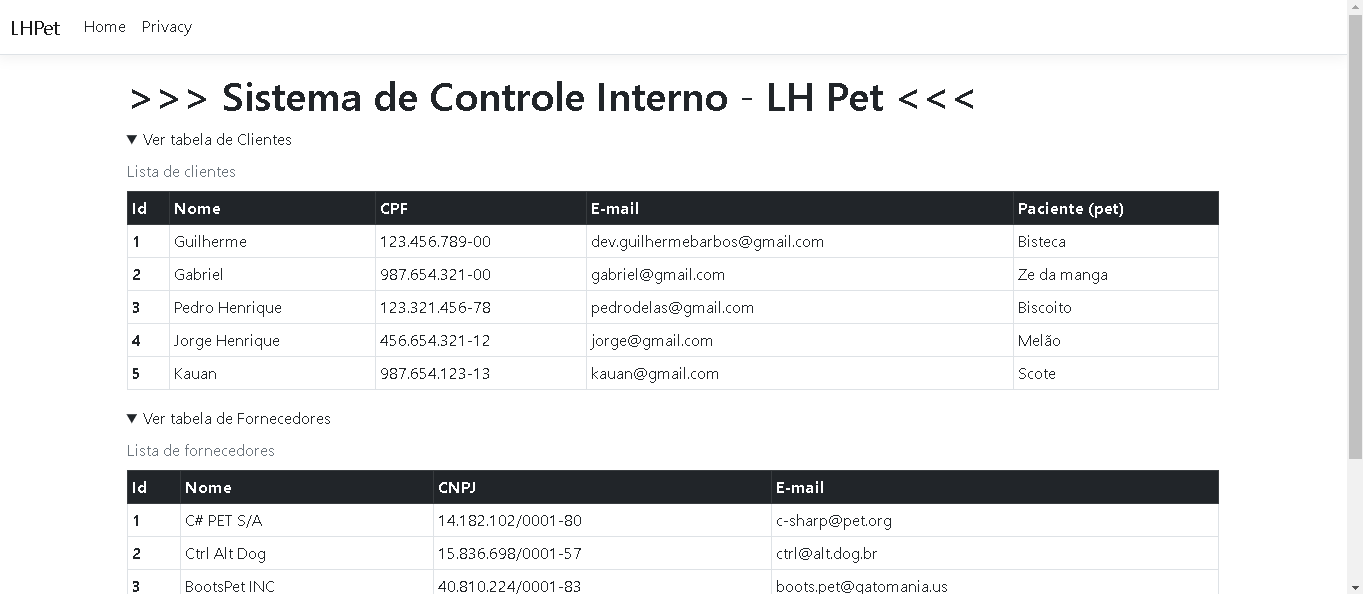 LHPet Home Privacy
>>> Sistema de Controle Interno - LH Pet <<<
▼ Ver tabela de Clientes
Lista de clientes
Id Nome CPF E-mail Paciente (pet)
1 Guilherme 123.456.789-00 dev.guilhermebarbos@gmail.com Bisteca
2 Gabriel 987.654.321-00 gabriel@gmail.com Ze da manga
3 Pedro Henrique 123.321.456-78 pedrodelas@gmail.com Biscoito
4 Jorge Henrique 456.654.321-12 jorge@gmail.com Melão
5 Kauan 987.654.123-13 kauan@gmail.com Scote
▼ Ver tabela de Fornecedores
Lista de fornecedores
Id Nome CNPJ E-mail
1 C# PET S/A 14.182.102/0001-80 c-sharp@pet.org
2 Ctrl Alt Dog 15.836.698/0001-57 ctrl@alt.dog.br
3 BootsPet INC 40.810.224/0001-83 boots.pet@gatomania.us